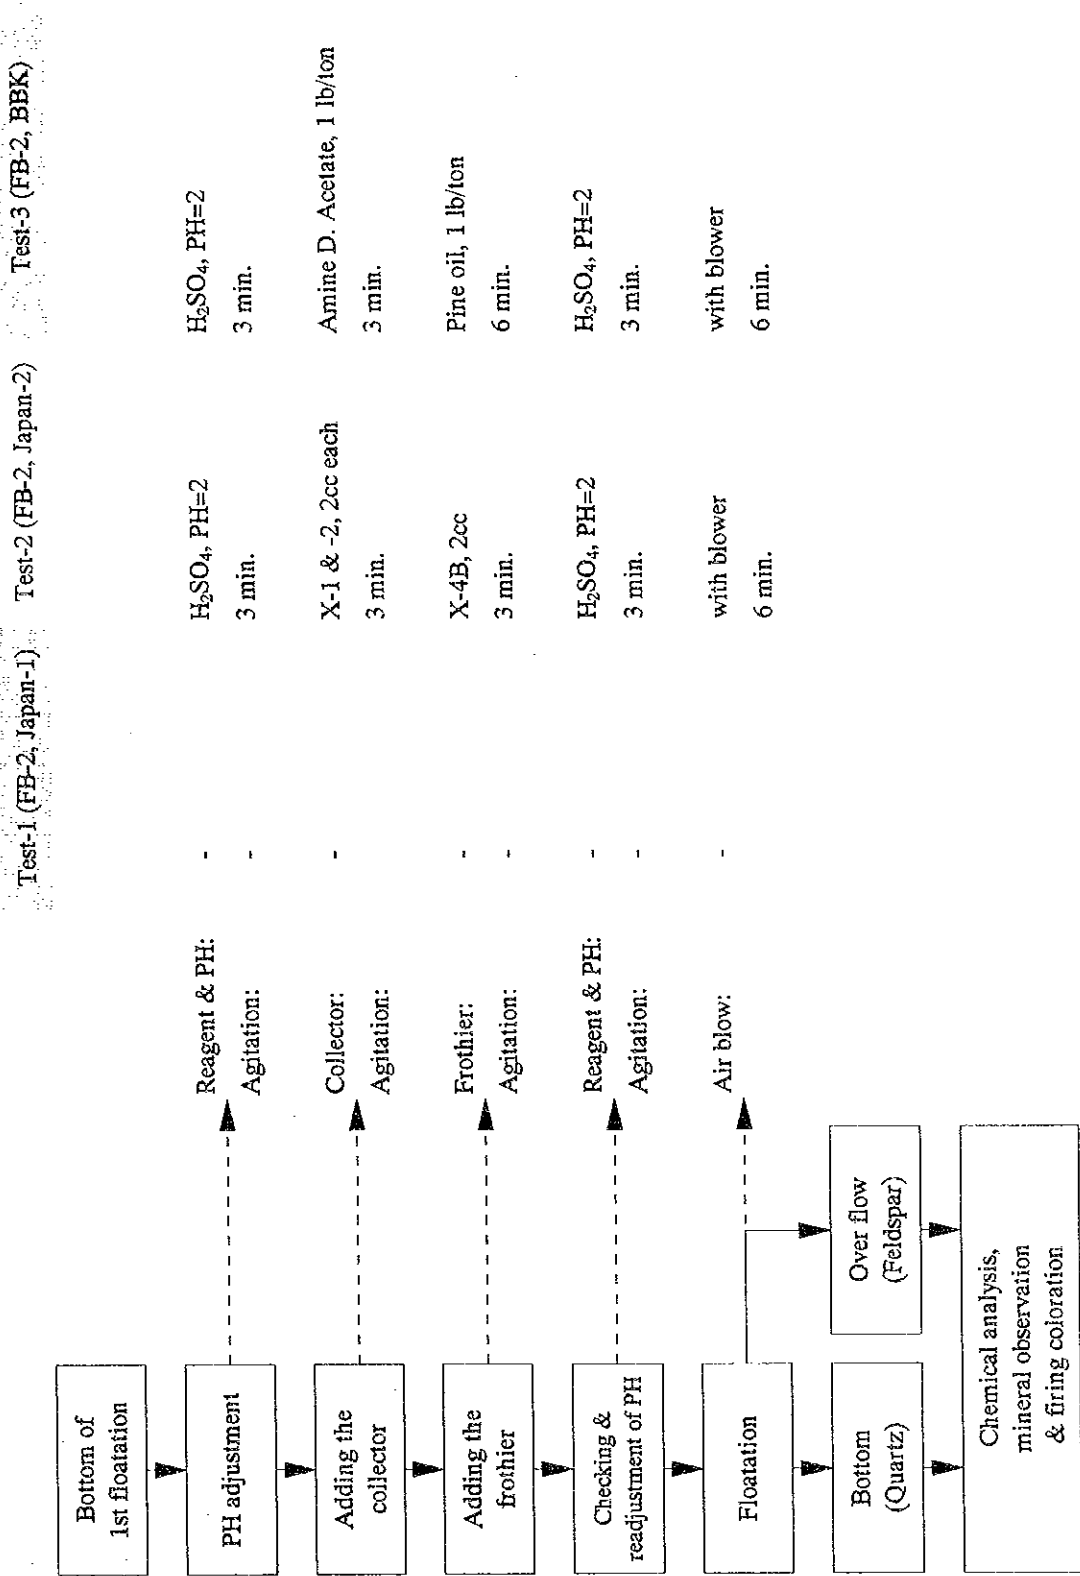 Test-1 (FB-2, Japan-1)
Test-2 (FB-2, Japan-2)
Test-3 (FB-2, BBK)
Bottom of
1st floatation
PH adjustment
Reagent & PH:
-
H₂SO₄, PH=2
H₂SO₄, PH=2
Agitation:
-
3 min.
3 min.
Adding the
collector
Collector:
-
X-1 & -2, 2cc each
Amine D. Acetate, 1 lb/ton
Agitation:
3 min.
3 min.
Adding the
frothier
Frothier:
-
X-4B, 2cc
Pine oil, 1 lb/ton
Agitation:
-
3 min.
6 min.
Checking &
readjustment of PH
Reagent & PH:
-
H₂SO₄, PH=2
H₂SO₄, PH=2
Agitation:
-
3 min.
3 min.
Floatation
Air blow:
-
with blower
with blower
6 min.
6 min.
Bottom
(Quartz)
Over flow
(Feldspar)
Chemical analysis,
mineral observation
& firing coloration